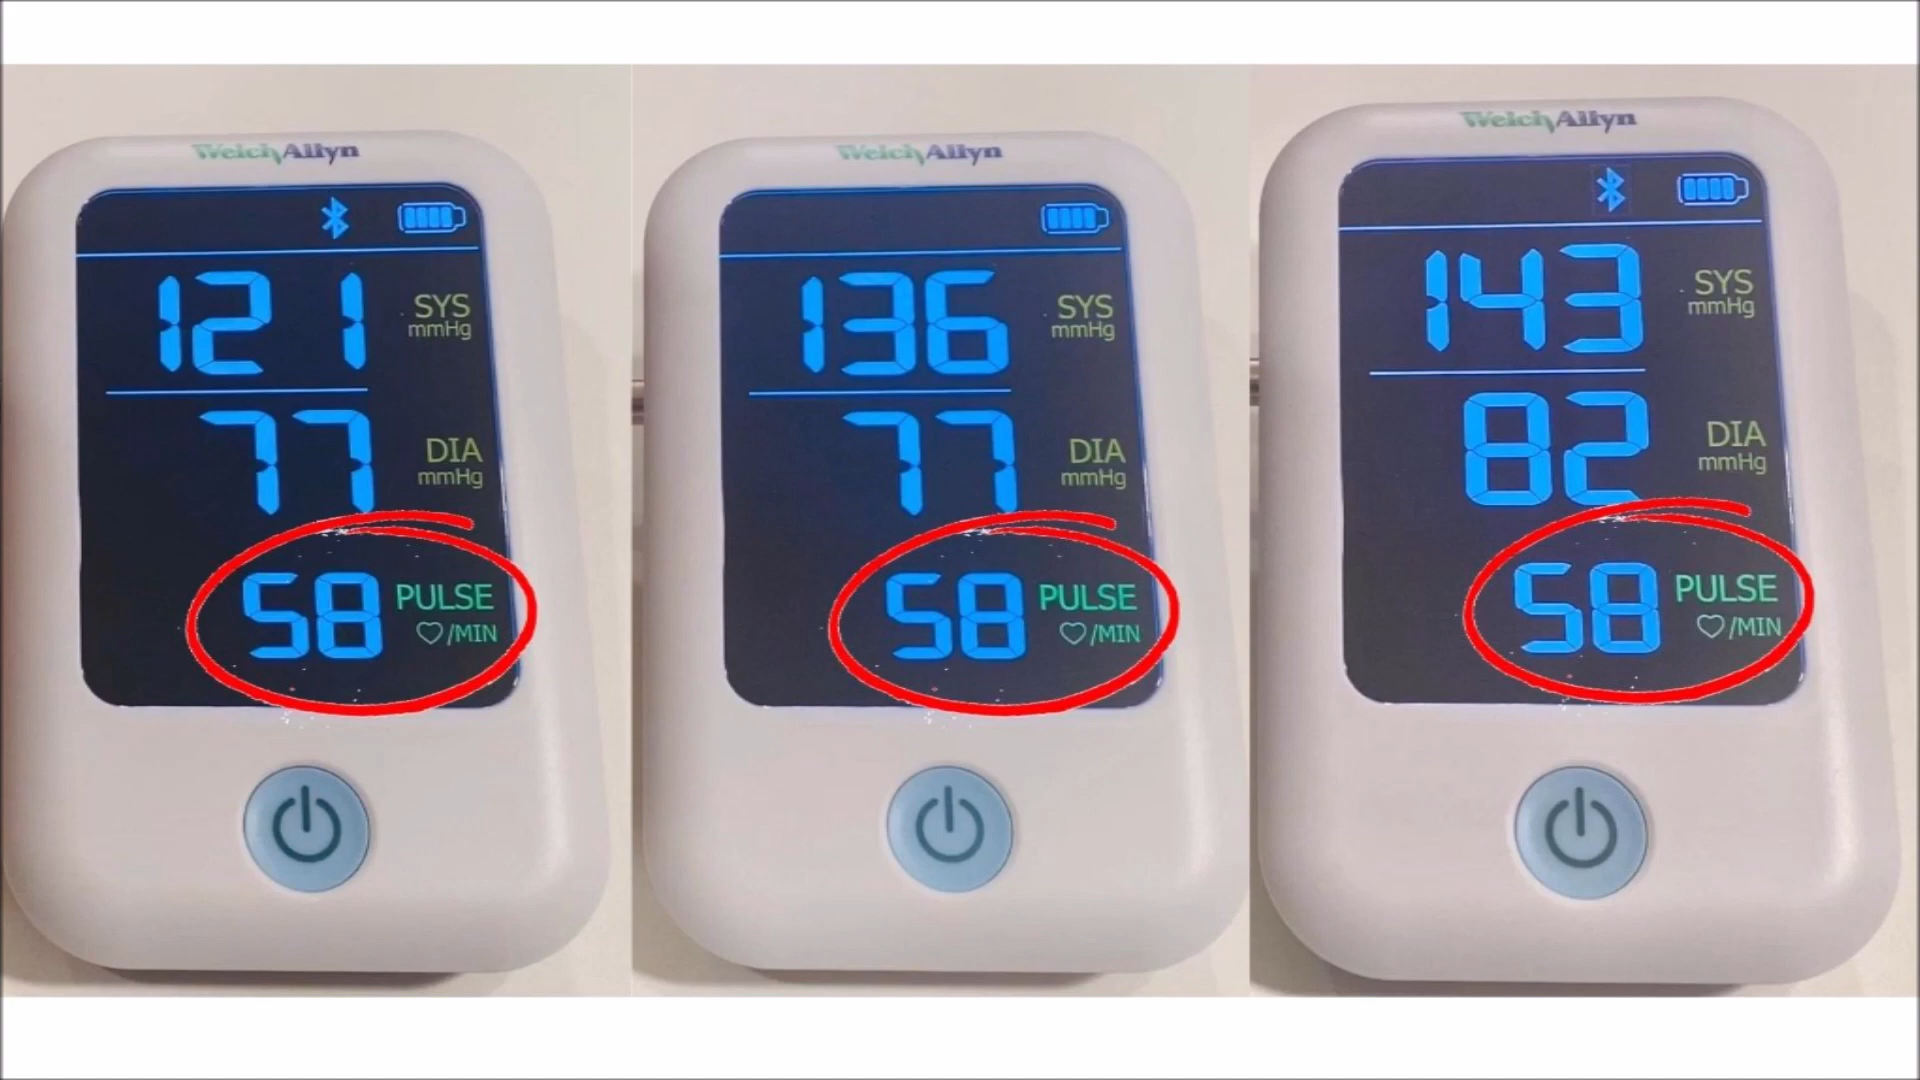 WelchAllyn
121 SYS
mmHg
77 DIA
mmHg
58 PULSE
/MIN
WelchAllyn
136 SYS
mmHg
77 DIA
mmHg
58 PULSE
/MIN
WelchAllyn
143 SYS
mmHg
82 DIA
mmHg
58 PULSE
/MIN